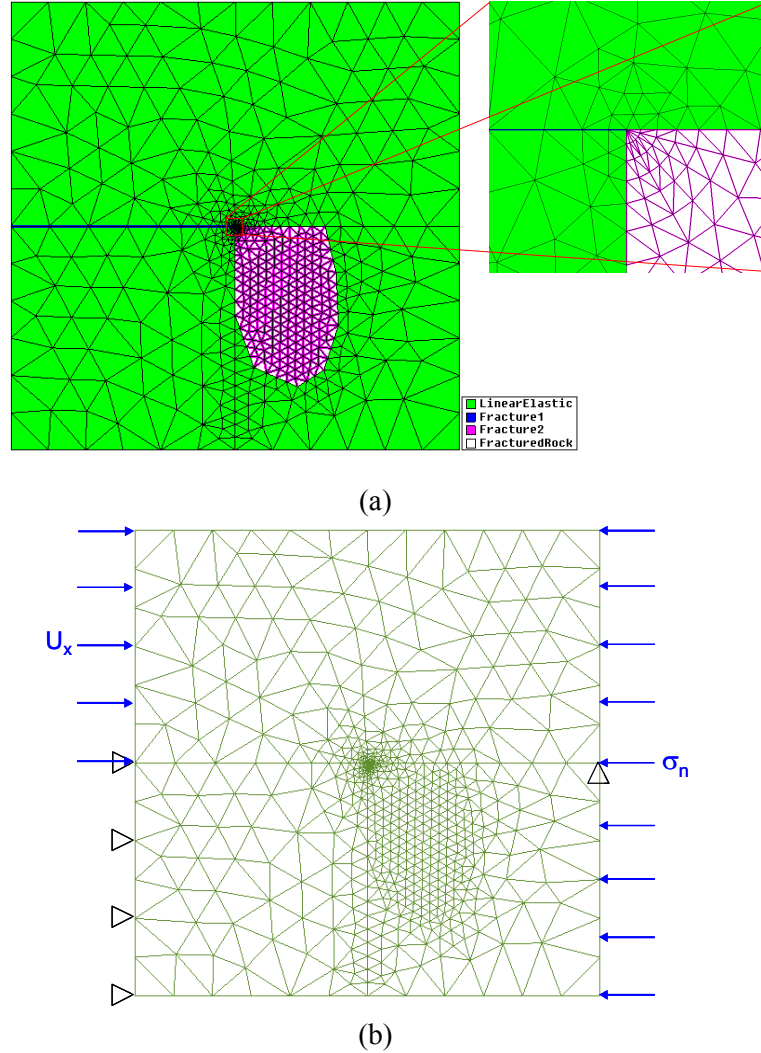 LinearElastic
Fracture1
Fracture2
FracturedRock
(a)
Ux
σn
(b)